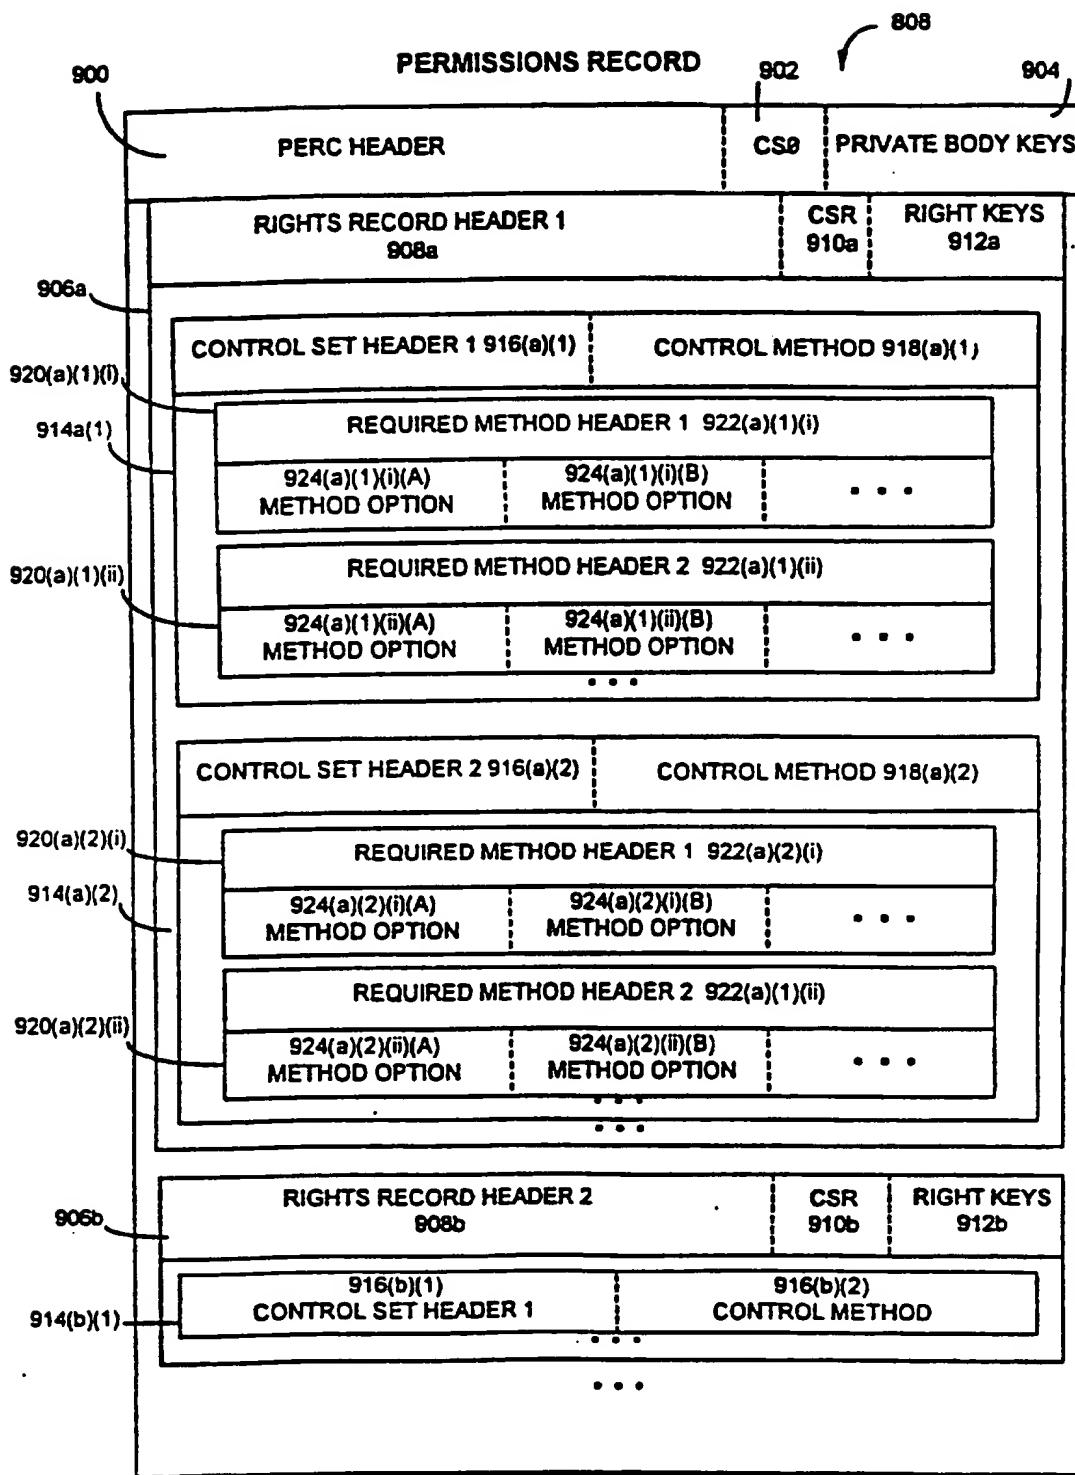 808
PERMISSIONS RECORD
900
902
904
PERC HEADER
CS0
PRIVATE BODY KEYS
RIGHTS RECORD HEADER 1
908a
CSR
910a
RIGHT KEYS
912a
906a
CONTROL SET HEADER 1 916(a)(1)
CONTROL METHOD 918(a)(1)
920(a)(1)(i)
REQUIRED METHOD HEADER 1 922(a)(1)(i)
914a(1)
924(a)(1)(i)(A)
METHOD OPTION
924(a)(1)(i)(B)
METHOD OPTION
• • •
920(a)(1)(ii)
REQUIRED METHOD HEADER 2 922(a)(1)(ii)
924(a)(1)(ii)(A)
METHOD OPTION
924(a)(1)(ii)(B)
METHOD OPTION
• • •
• • •
CONTROL SET HEADER 2 916(a)(2)
CONTROL METHOD 918(a)(2)
920(a)(2)(i)
REQUIRED METHOD HEADER 1 922(a)(2)(i)
914(a)(2)
924(a)(2)(i)(A)
METHOD OPTION
924(a)(2)(i)(B)
METHOD OPTION
• • •
REQUIRED METHOD HEADER 2 922(a)(1)(ii)
920(a)(2)(ii)
924(a)(2)(ii)(A)
METHOD OPTION
924(a)(2)(ii)(B)
METHOD OPTION
• • •
• • •
• • •
906b
RIGHTS RECORD HEADER 2
908b
CSR
910b
RIGHT KEYS
912b
914(b)(1)
916(b)(1)
CONTROL SET HEADER 1
916(b)(2)
CONTROL METHOD
• • •
• • •